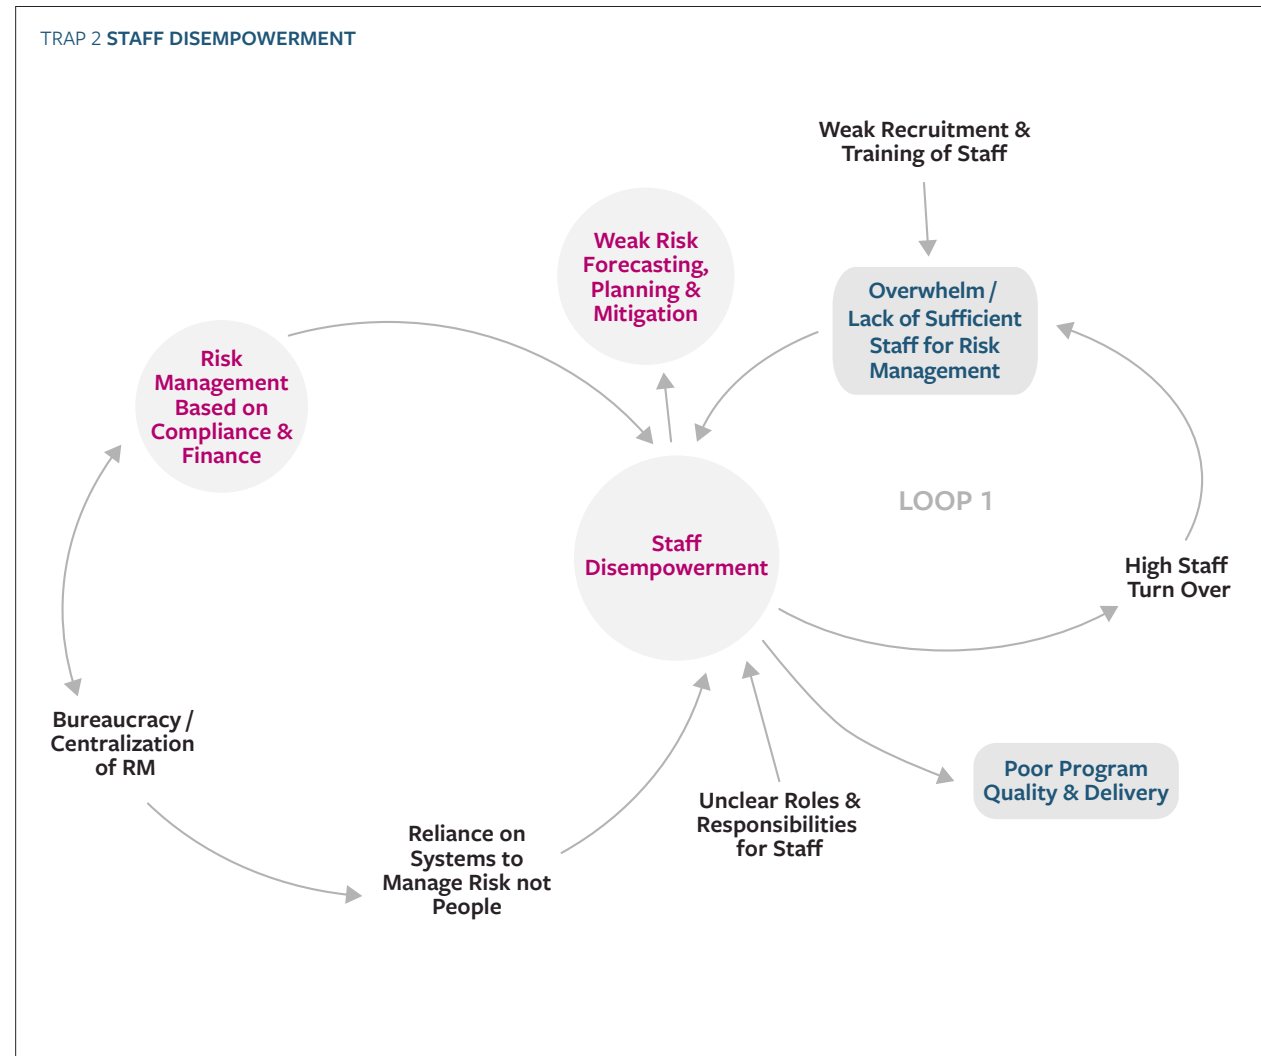 TRAP 2 STAFF DISEMPOWERMENT
Weak Recruitment &
Training of Staff
Weak Risk
Forecasting,
Planning &
Mitigation
Overwhelm /
Lack of Sufficient
Staff for Risk
Management
Risk
Management
Based on
Compliance &
Finance
LOOP 1
Staff
Disempowerment
High Staff
Turn Over
Bureaucracy /
Centralization
of RM
Poor Program
Quality & Delivery
Unclear Roles &
Responsibilities
for Staff
Reliance on
Systems to
Manage Risk not
People